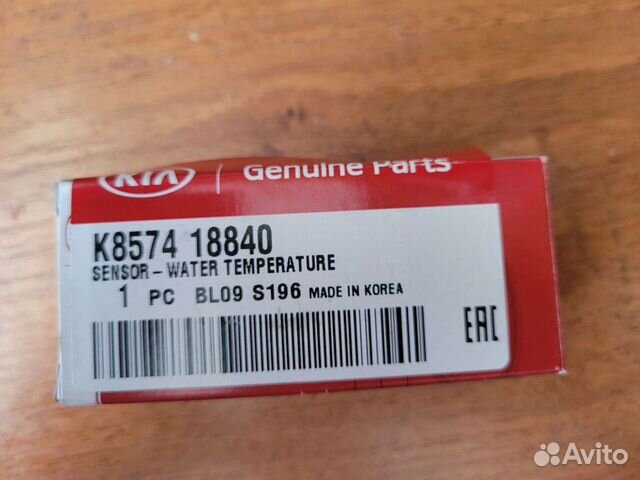 KIA Genuine Parts
K8574 18840
SENSOR - WATER TEMPERATURE
1 PC BL09 S196 MADE IN KOREA
EAC
Avito